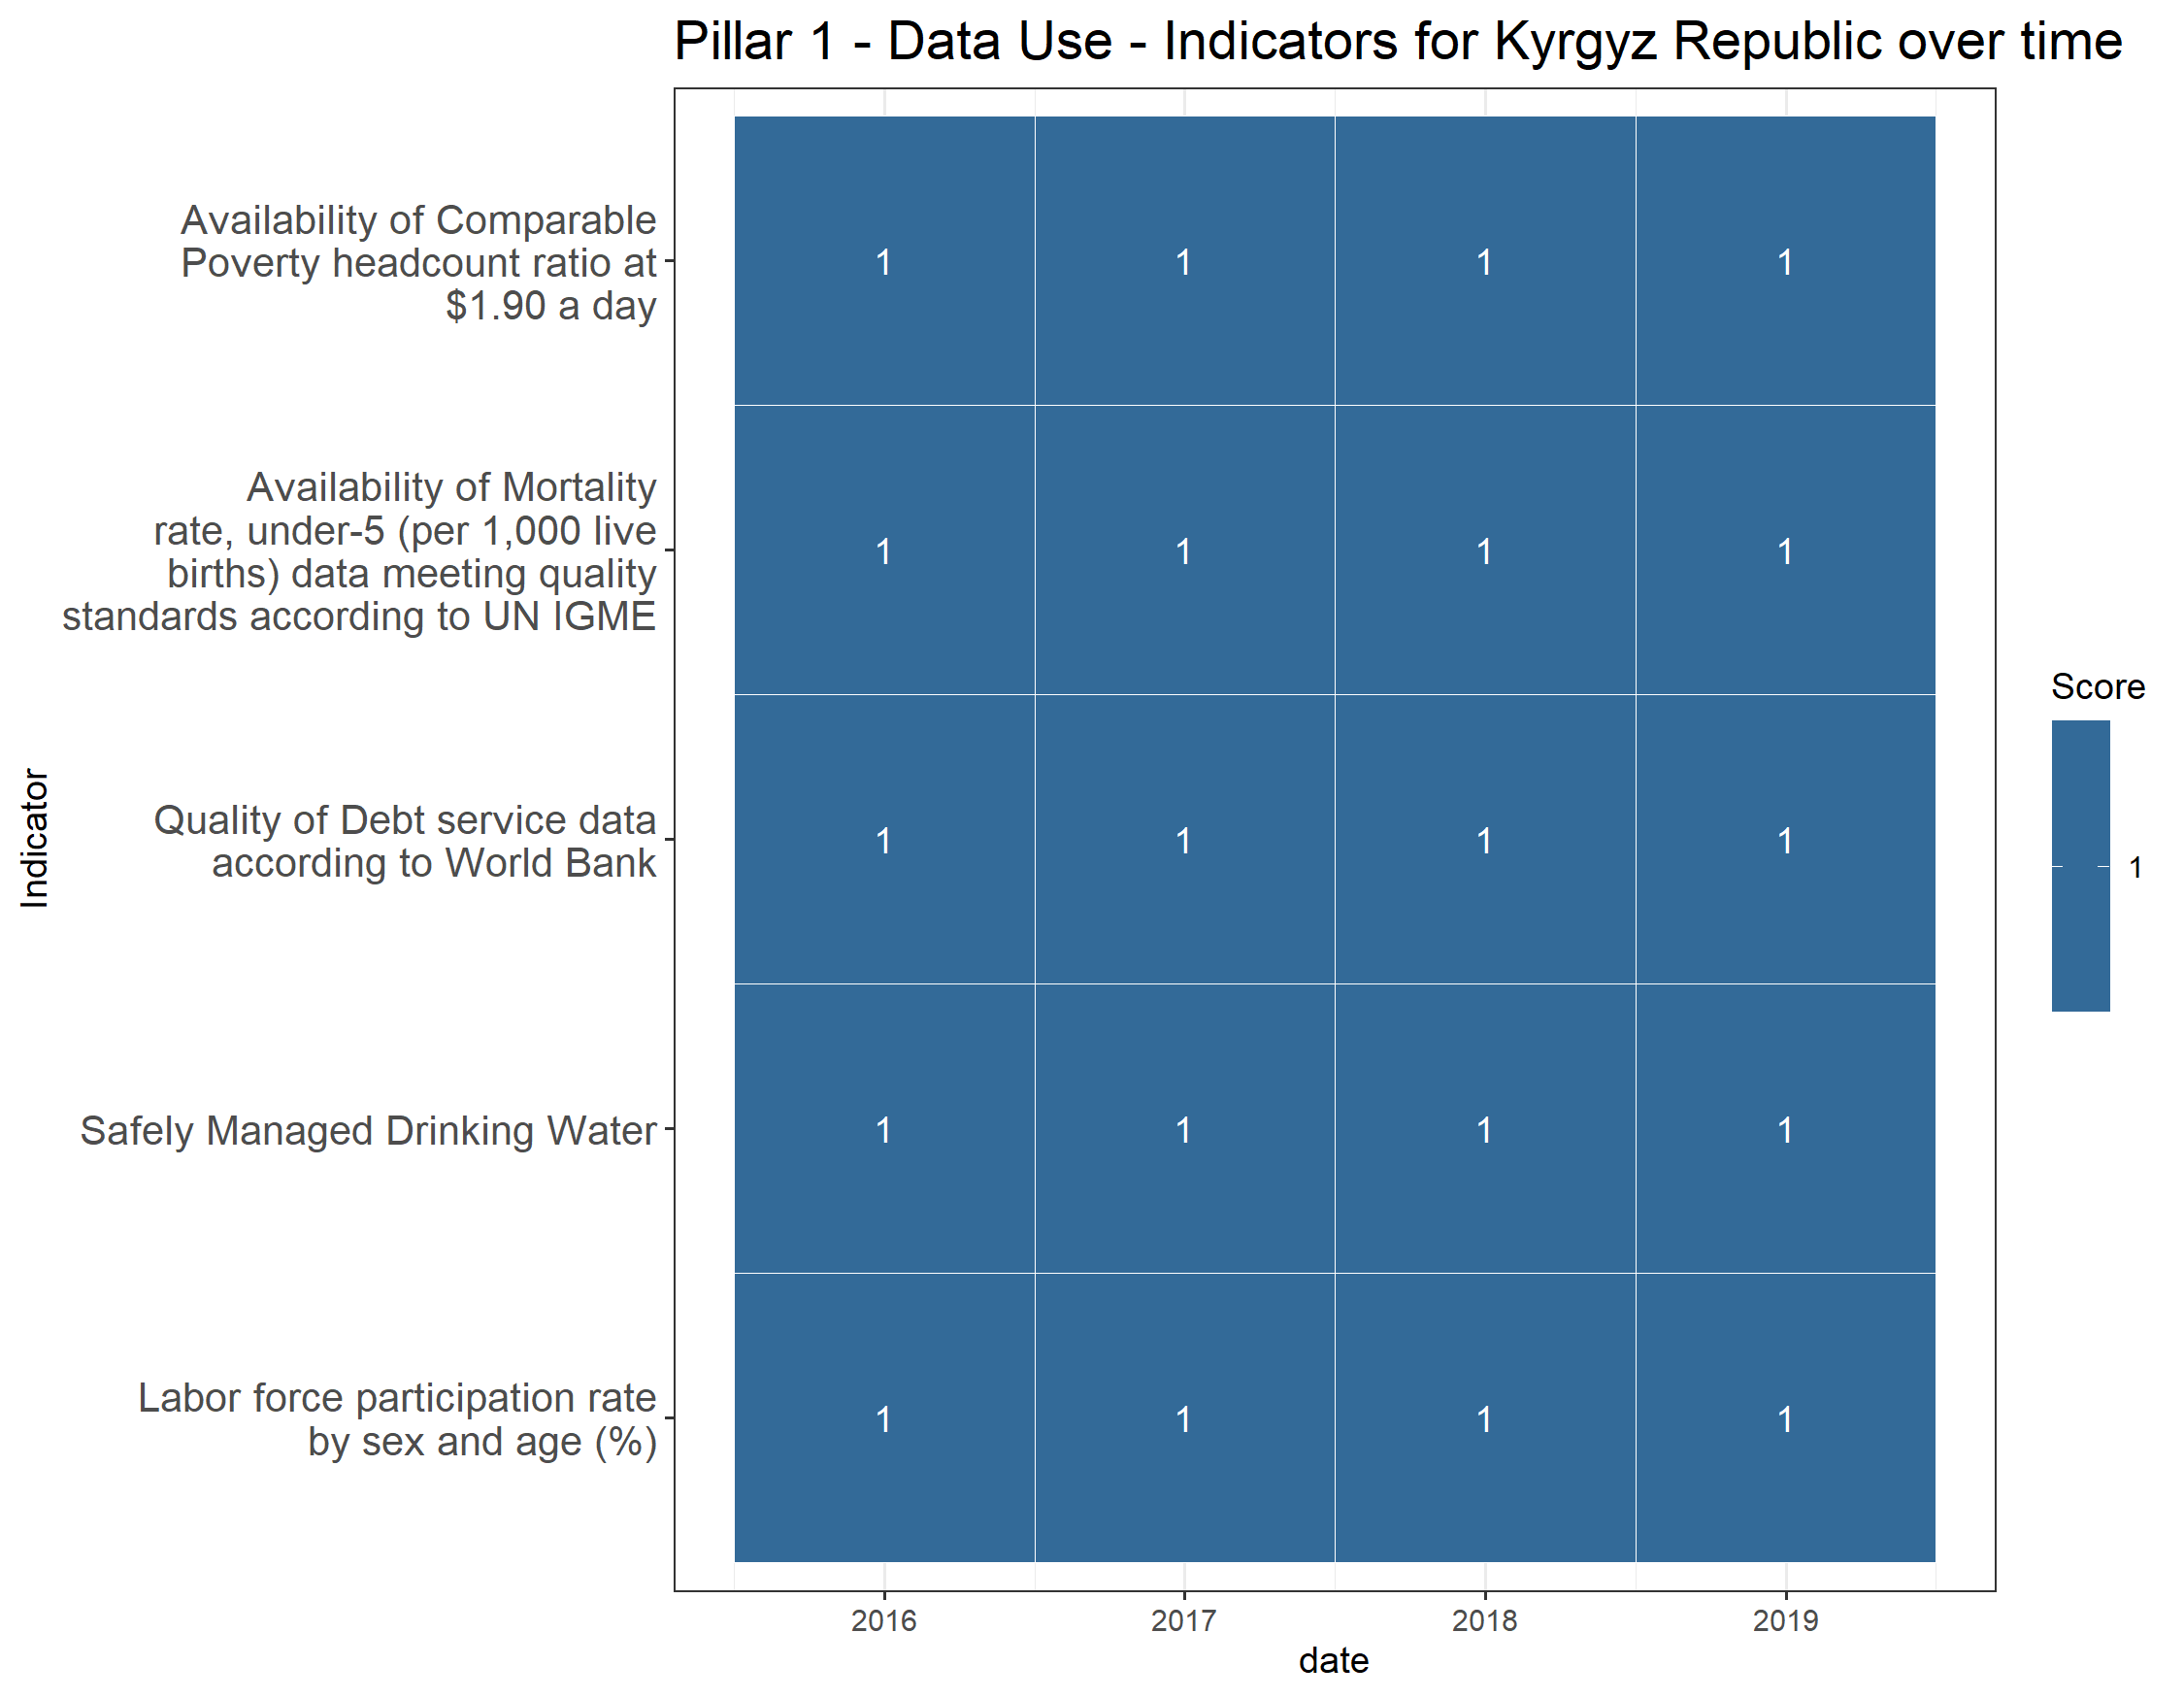 Pillar 1 - Data Use - Indicators for Kyrgyz Republic over time
Indicator
Availability of Comparable
Poverty headcount ratio at
$1.90 a day
1 1 1 1
Availability of Mortality
rate, under-5 (per 1,000 live
births) data meeting quality
standards according to UN IGME
1 1 1 1
Quality of Debt service data
according to World Bank
1 1 1 1
Safely Managed Drinking Water
1 1 1 1
Labor force participation rate
by sex and age (%)
1 1 1 1
2016 2017 2018 2019
date
Score
1